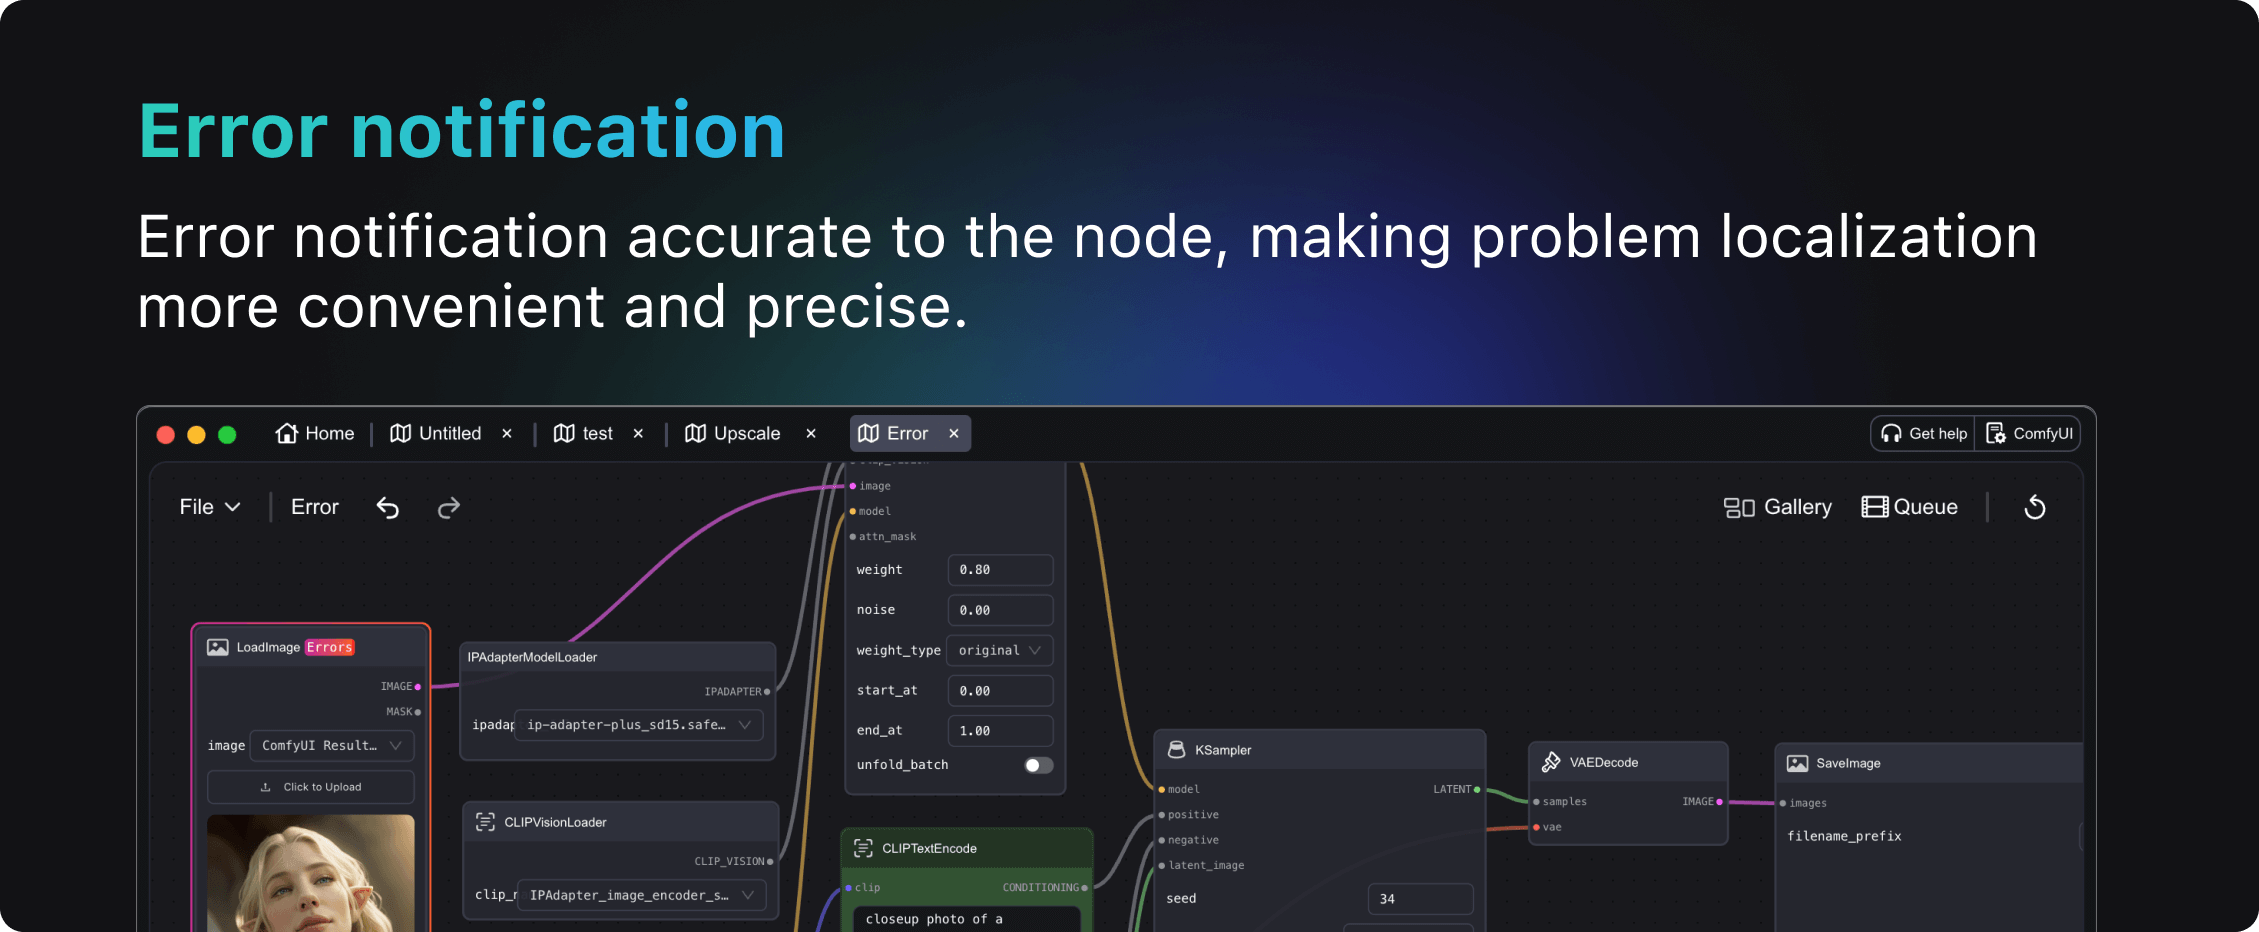 Error notification
Error notification accurate to the node, making problem localization
more convenient and precise.
Home
Untitled
test
Upscale
Error
Get help
ComfyUI
File
Error
Gallery
Queue
image
model
attn_mask
weight 0.80
noise 0.00
weight_type original
start_at 0.00
end_at 1.00
unfold_batch
LoadImage Errors
IMAGE
MASK
image ComfyUI Result…
Click to Upload
IPAdapterModelLoader
IPADAPTER
ipadap ip-adapter-plus_sd15.safe…
CLIPVisionLoader
CLIP_VISION
clip_n IPAdapter_image_encoder_s…
CLIPTextEncode
clip CONDITIONING
closeup photo of a
KSampler
model LATENT
positive
negative
latent_image
seed 34
VAEDecode
samples IMAGE
vae
SaveImage
images
filename_prefix